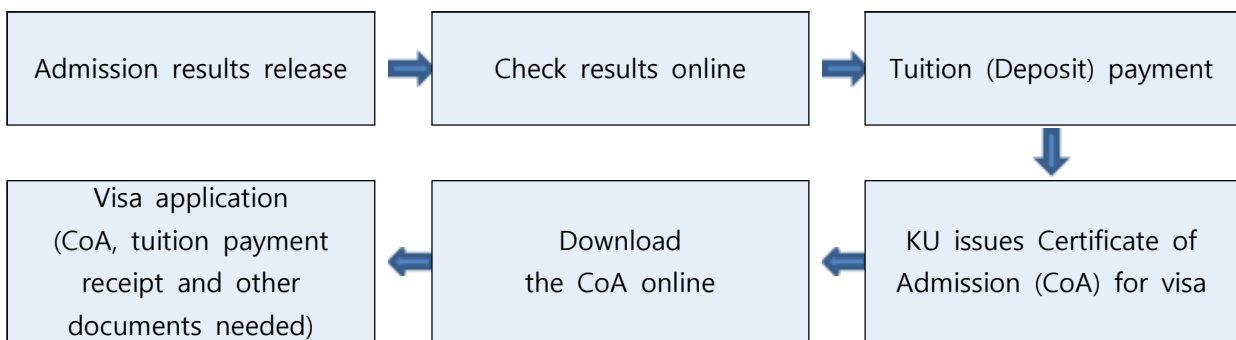 Admission results release
Check results online
Tuition (Deposit) payment
KU issues Certificate of
Admission (CoA) for visa
Download
the CoA online
Visa application
(CoA, tuition payment
receipt and other
documents needed)